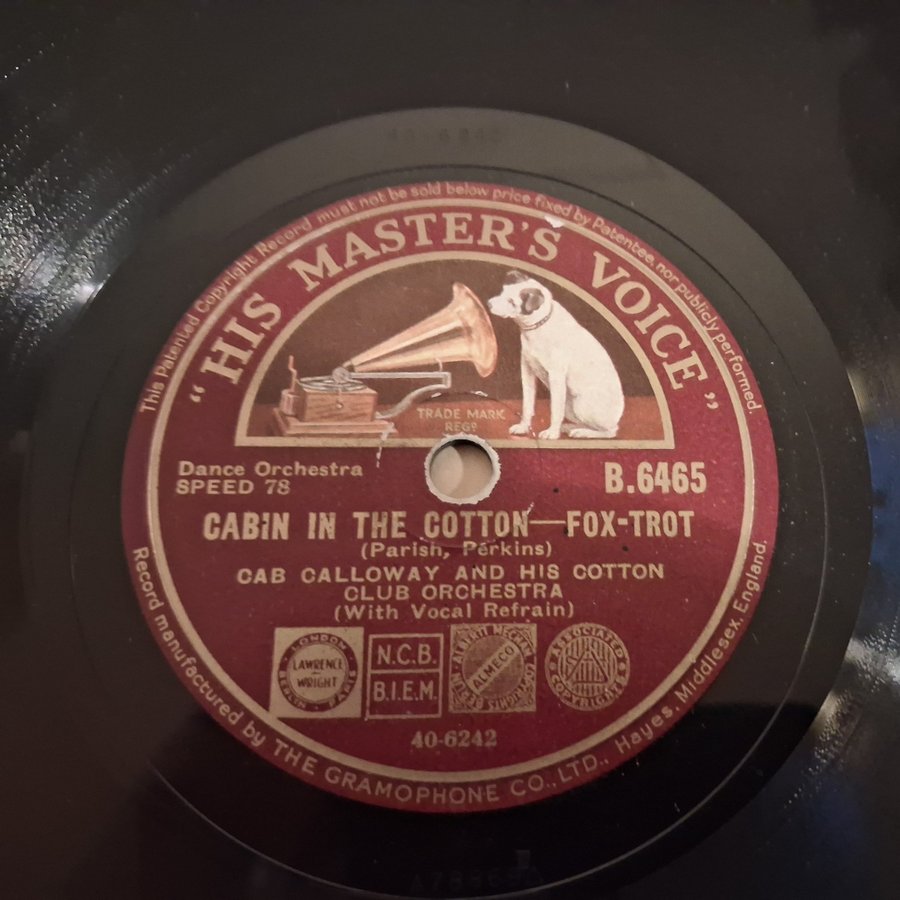 This Patented Copyright Record must not be sold below price fixed by Patentee, nor publicly performed.
“HIS MASTER'S VOICE”
TRADE MARK
REGD
Dance Orchestra
SPEED 78
B.6465
CABIN IN THE COTTON—FOX-TROT
(Parish, Perkins)
CAB CALLOWAY AND HIS COTTON
CLUB ORCHESTRA
(With Vocal Refrain)
LONDON
LAWRENCE
WRIGHT
BERLIN PARIS
N.C.B.
B.I.E.M.
ALMECO
ASSOCIATED
COPYRIGHTS
40-6242
Record manufactured by THE GRAMOPHONE CO., LTD., Hayes, Middlesex, England.